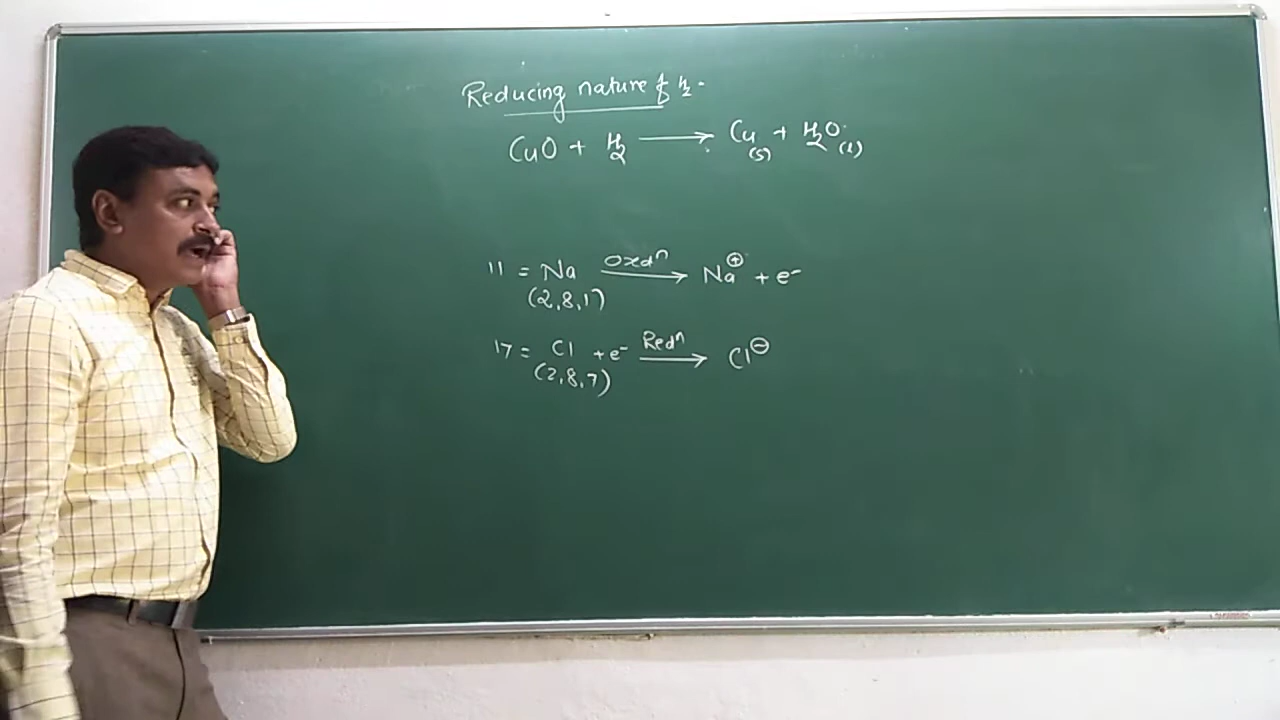 Reducing nature of H₂ -
CuO + H₂ ⟶ Cu(s) + H₂O(l)
11 = Na —Oxdⁿ→ Na⊕ + e⁻
(2,8,1)
17 = Cl + e⁻ —Redⁿ→ Cl⊖
(2,8,7)